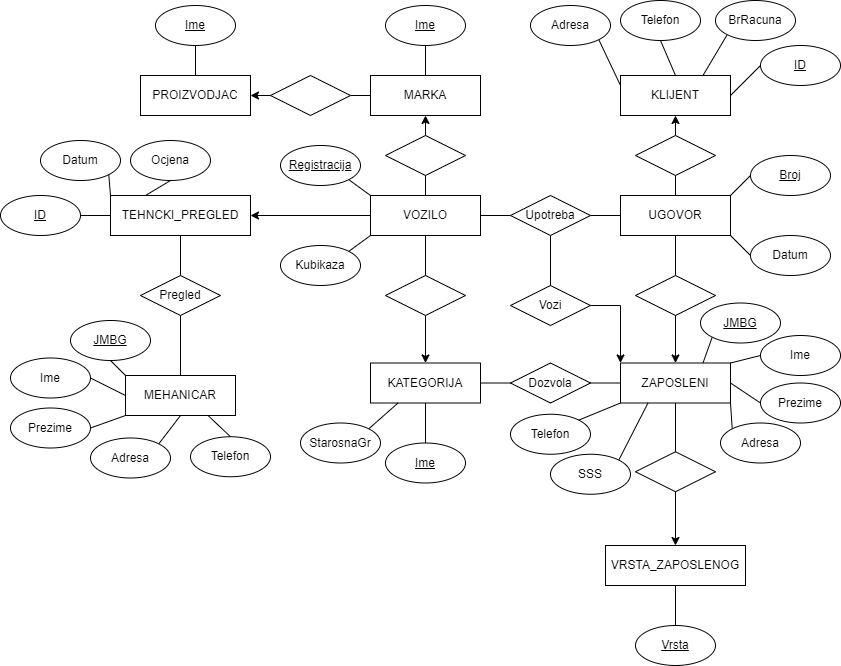 Ime
Ime
Adresa
Telefon
BrRacuna
ID
PROIZVODJAC
MARKA
KLIJENT
Datum
Ocjena
Registracija
Broj
ID
TEHNCKI_PREGLED
VOZILO
Upotreba
UGOVOR
Kubikaza
Datum
Pregled
Vozi
JMBG
JMBG
Ime
Ime
MEHANICAR
KATEGORIJA
Dozvola
ZAPOSLENI
Prezime
Prezime
Adresa
Telefon
StarosnaGr
Ime
Telefon
SSS
Adresa
VRSTA_ZAPOSLENOG
Vrsta